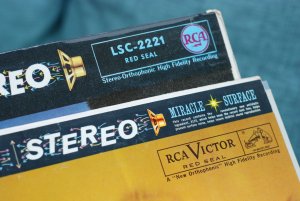 EREO
LSC-2221
RED SEAL
Stereo-Orthophonic High Fidelity Recording
RCA
STEREO
MIRACLE SURFACE
RCA VICTOR
RED SEAL
A "New Orthophonic" High Fidelity Recording